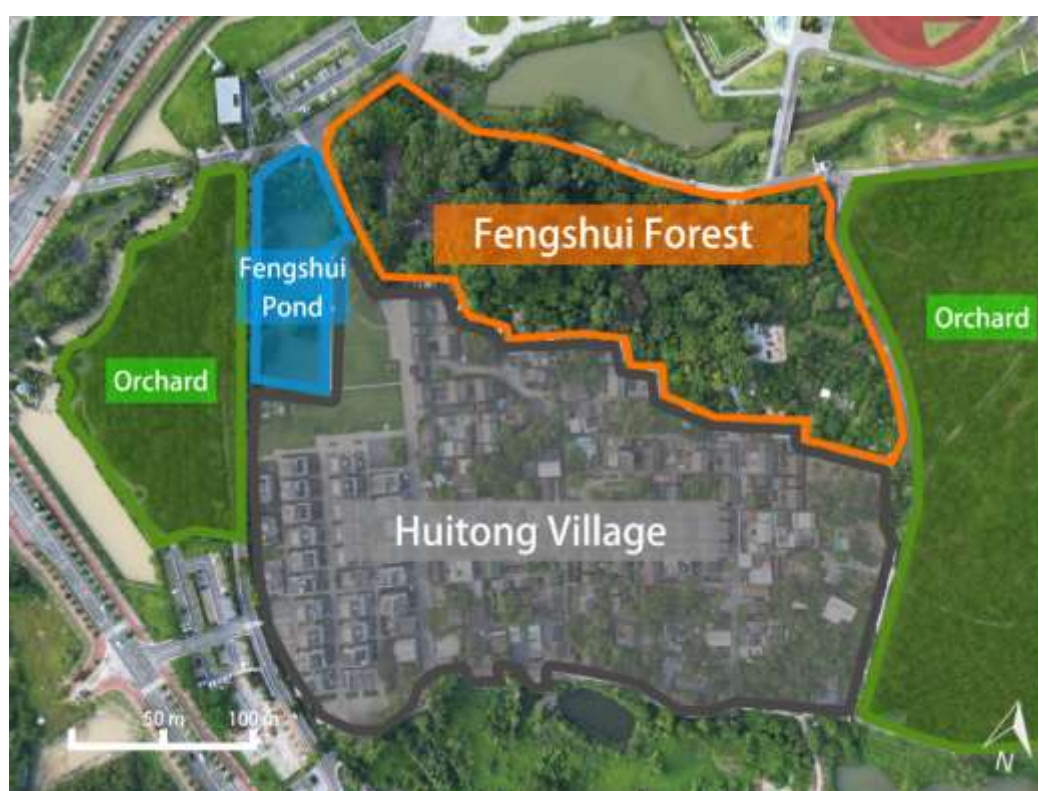 Fengshui Forest
Fengshui
Pond
Orchard
Orchard
Huitong Village
50 m
100 m
N